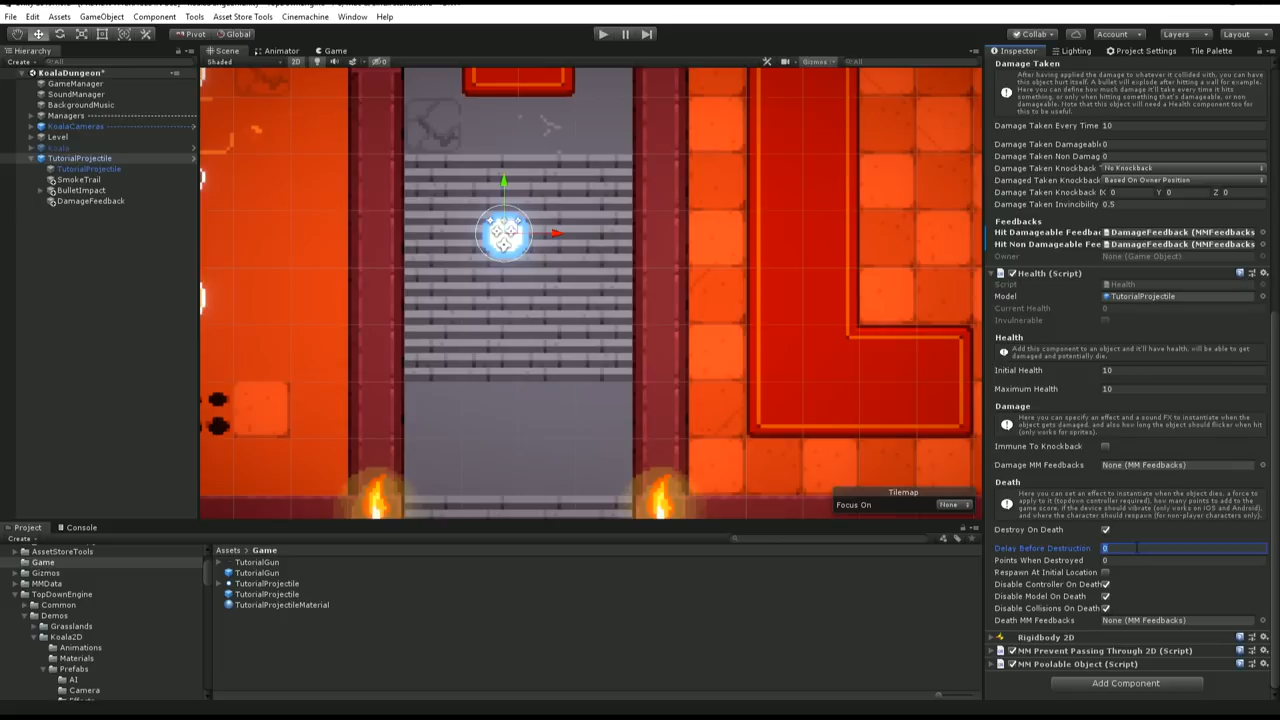 File Edit Assets GameObject Component Tools Asset Store Tools Cinemachine Window Help
Pivot Global Collab Account Layers Layout
Hierarchy Scene Animator Game Inspector Lighting Project Settings Tile Palette
Create All Shaded 2D 0 Gizmos All
KoalaDungeon*
GameManager
SoundManager
BackgroundMusic
Managers
KoalaCameras
Level
Koala
TutorialProjectile
TutorialProjectile
SmokeTrail
BulletImpact
DamageFeedback
Tilemap
Focus On None
Damage Taken
After having applied the damage to whatever it collided with, you can have
this object hurt itself. A bullet will explode after hitting a wall for example.
Here you can define how much damage it'll take every time it hits
something, or only when hitting something that's damageable, or non
damageable. Note that this object will need a Health component too for
this to be useful.
Damage Taken Every Time 10
Damage Taken Damageabl 0
Damage Taken Non Damag 0
Damage Taken Knockback No Knockback
Damaged Taken Knockback Based On Owner Position
Damage Taken Knockback X 0 Y 0 Z 0
Damage Taken Invincibility 0.5
Feedbacks
Hit Damageable Feedbac DamageFeedback (MMFeedbacks
Hit Non Damageable Fee DamageFeedback (MMFeedbacks
Owner None (Game Object)
Health (Script)
Script Health
Model TutorialProjectile
Current Health 0
Invulnerable
Health
Add this component to an object and it'll have health, will be able to get
damaged and potentially die.
Initial Health 10
Maximum Health 10
Damage
Here you can specify an effect and a sound FX to instantiate when the
object gets damaged, and also how long the object should flicker when hit
(only works for sprites).
Immune To Knockback
Damage MM Feedbacks None (MM Feedbacks)
Death
Here you can set an effect to instantiate when the object dies, a force to
apply to it (topdown controller required), how many points to add to the
game score, if the device should vibrate (only works on iOS and Android),
and where the character should respawn (for non-player characters only).
Destroy On Death
Delay Before Destruction 0
Points When Destroyed 0
Respawn At Initial Location
Disable Controller On Death
Disable Model On Death
Disable Collisions On Death
Death MM Feedbacks None (MM Feedbacks)
Rigidbody 2D
MM Prevent Passing Through 2D (Script)
MM Poolable Object (Script)
Add Component
Project Console
Create
AssetStoreTools
Game
Gizmos
MMData
TopDownEngine
Common
Demos
Grasslands
Koala2D
Animations
Materials
Prefabs
AI
Camera
Assets Game
TutorialGun
TutorialGun
TutorialProjectile
TutorialProjectile
TutorialProjectileMaterial